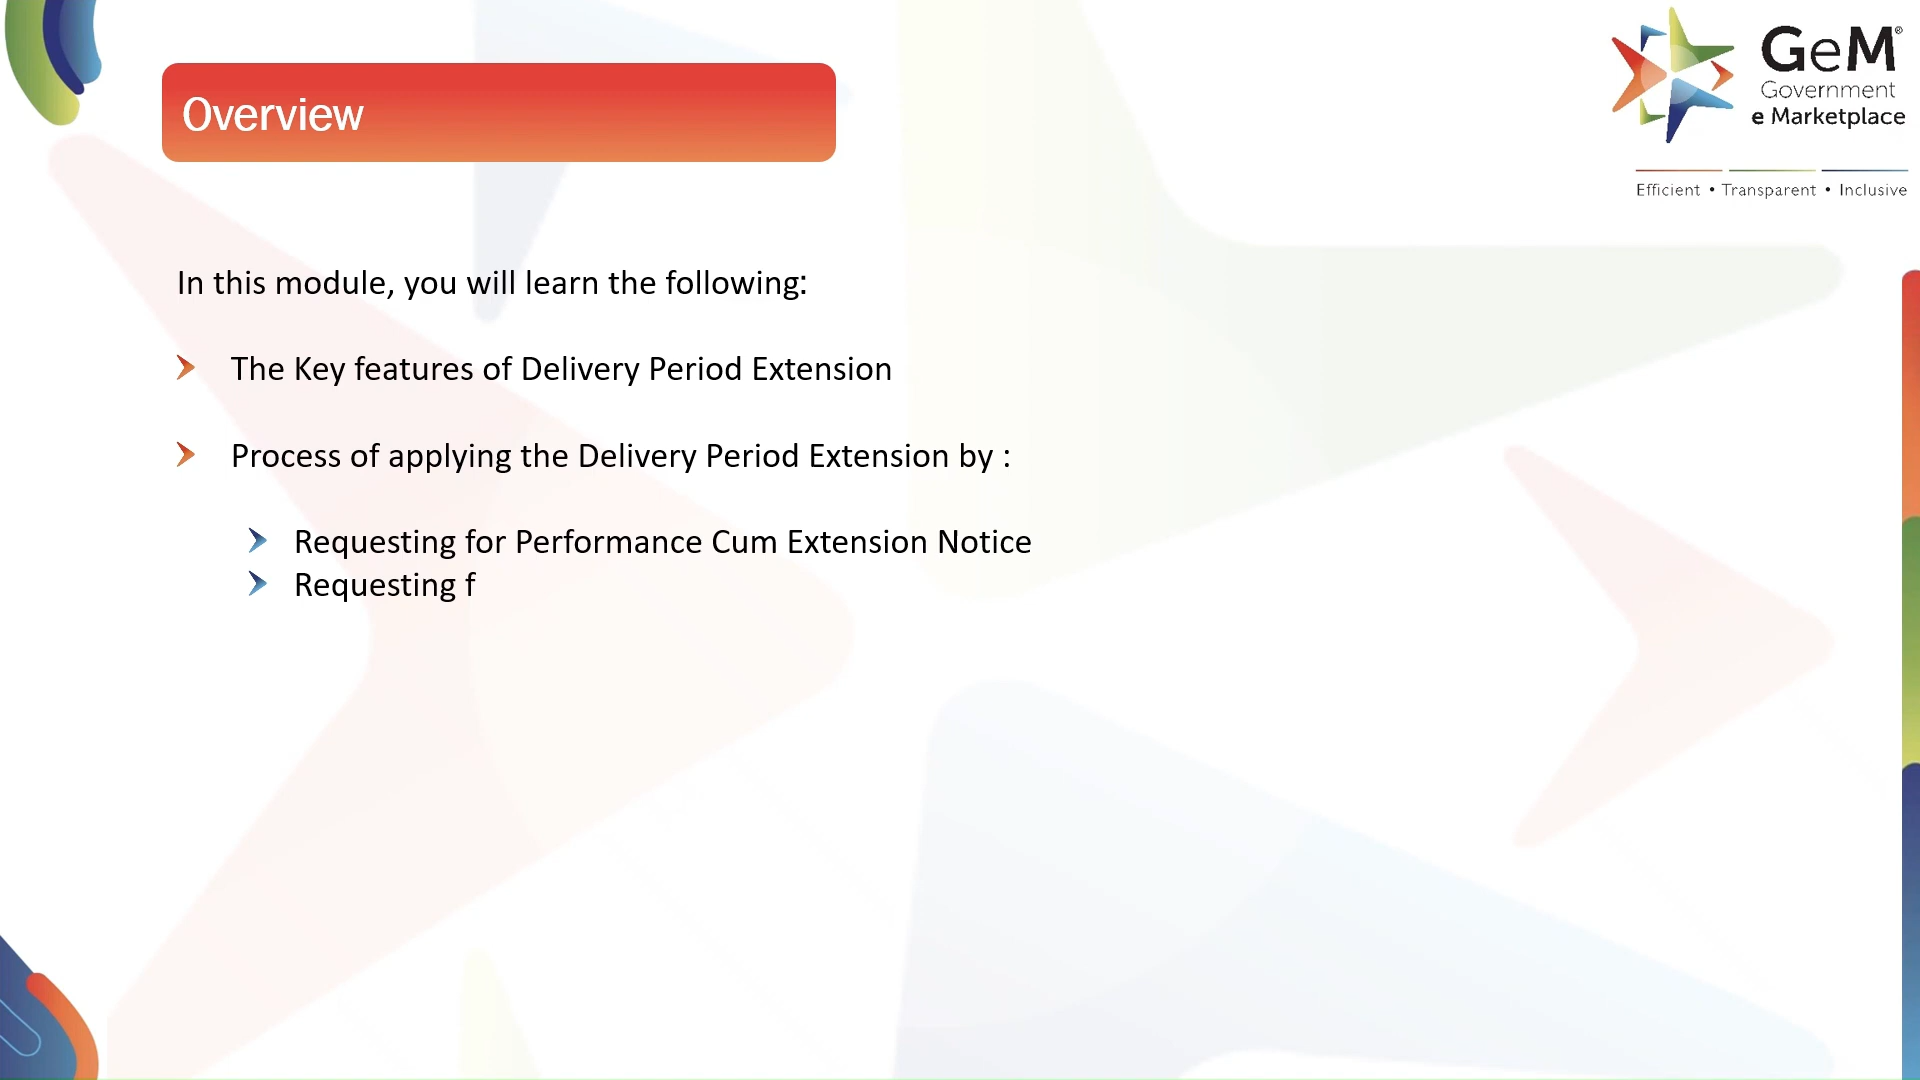 Overview
GeM®
Government
e Marketplace
Efficient • Transparent • Inclusive
In this module, you will learn the following:
The Key features of Delivery Period Extension
Process of applying the Delivery Period Extension by :
Requesting for Performance Cum Extension Notice
Requesting f